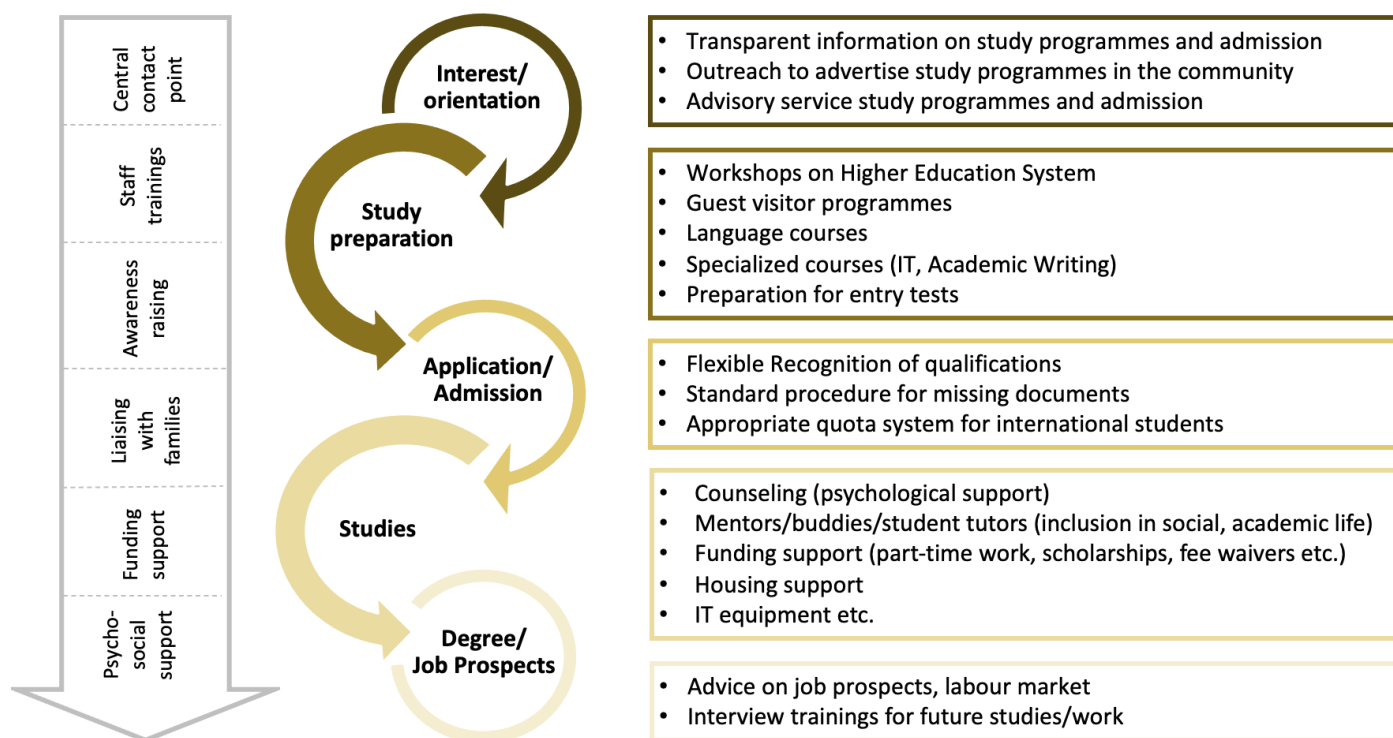 Central
contact
point
Staff
trainings
Awareness
raising
Liaising
with
families
Funding
support
Psycho-
social
support
Interest/
orientation
Study
preparation
Application/
Admission
Studies
Degree/
Job Prospects
• Transparent information on study programmes and admission
• Outreach to advertise study programmes in the community
• Advisory service study programmes and admission
• Workshops on Higher Education System
• Guest visitor programmes
• Language courses
• Specialized courses (IT, Academic Writing)
• Preparation for entry tests
• Flexible Recognition of qualifications
• Standard procedure for missing documents
• Appropriate quota system for international students
• Counseling (psychological support)
• Mentors/buddies/student tutors (inclusion in social, academic life)
• Funding support (part-time work, scholarships, fee waivers etc.)
• Housing support
• IT equipment etc.
• Advice on job prospects, labour market
• Interview trainings for future studies/work